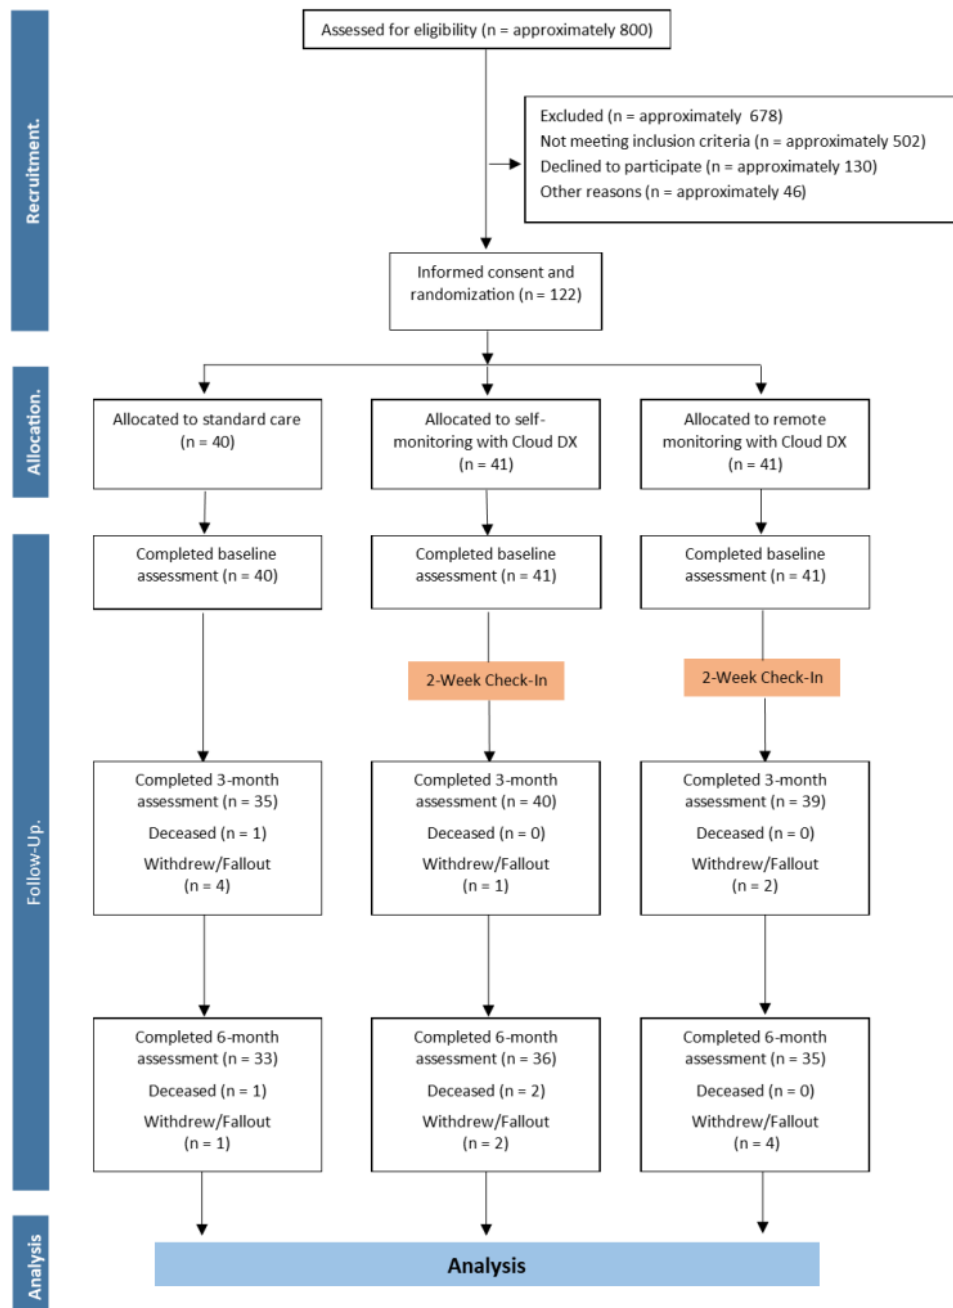 Recruitment.
Assessed for eligibility (n = approximately 800)
Excluded (n = approximately  678)
Not meeting inclusion criteria (n = approximately 502)
Declined to participate (n = approximately 130)
Other reasons (n = approximately 46)
Informed consent and
randomization (n = 122)
Allocation.
Allocated to standard care
(n = 40)
Allocated to self-
monitoring with Cloud DX
(n = 41)
Allocated to remote
monitoring with Cloud DX
(n = 41)
Follow-Up.
Completed baseline
assessment (n = 40)
Completed baseline
assessment (n = 41)
Completed baseline
assessment (n = 41)
2-Week Check-In
2-Week Check-In
Completed 3-month
assessment (n = 35)
Deceased (n = 1)
Withdrew/Fallout
(n = 4)
Completed 3-month
assessment (n = 40)
Deceased (n = 0)
Withdrew/Fallout
(n = 1)
Completed 3-month
assessment (n = 39)
Deceased (n = 0)
Withdrew/Fallout
(n = 2)
Completed 6-month
assessment (n = 33)
Deceased (n = 1)
Withdrew/Fallout
(n = 1)
Completed 6-month
assessment (n = 36)
Deceased (n = 2)
Withdrew/Fallout
(n = 2)
Completed 6-month
assessment (n = 35)
Deceased (n = 0)
Withdrew/Fallout
(n = 4)
Analysis
Analysis